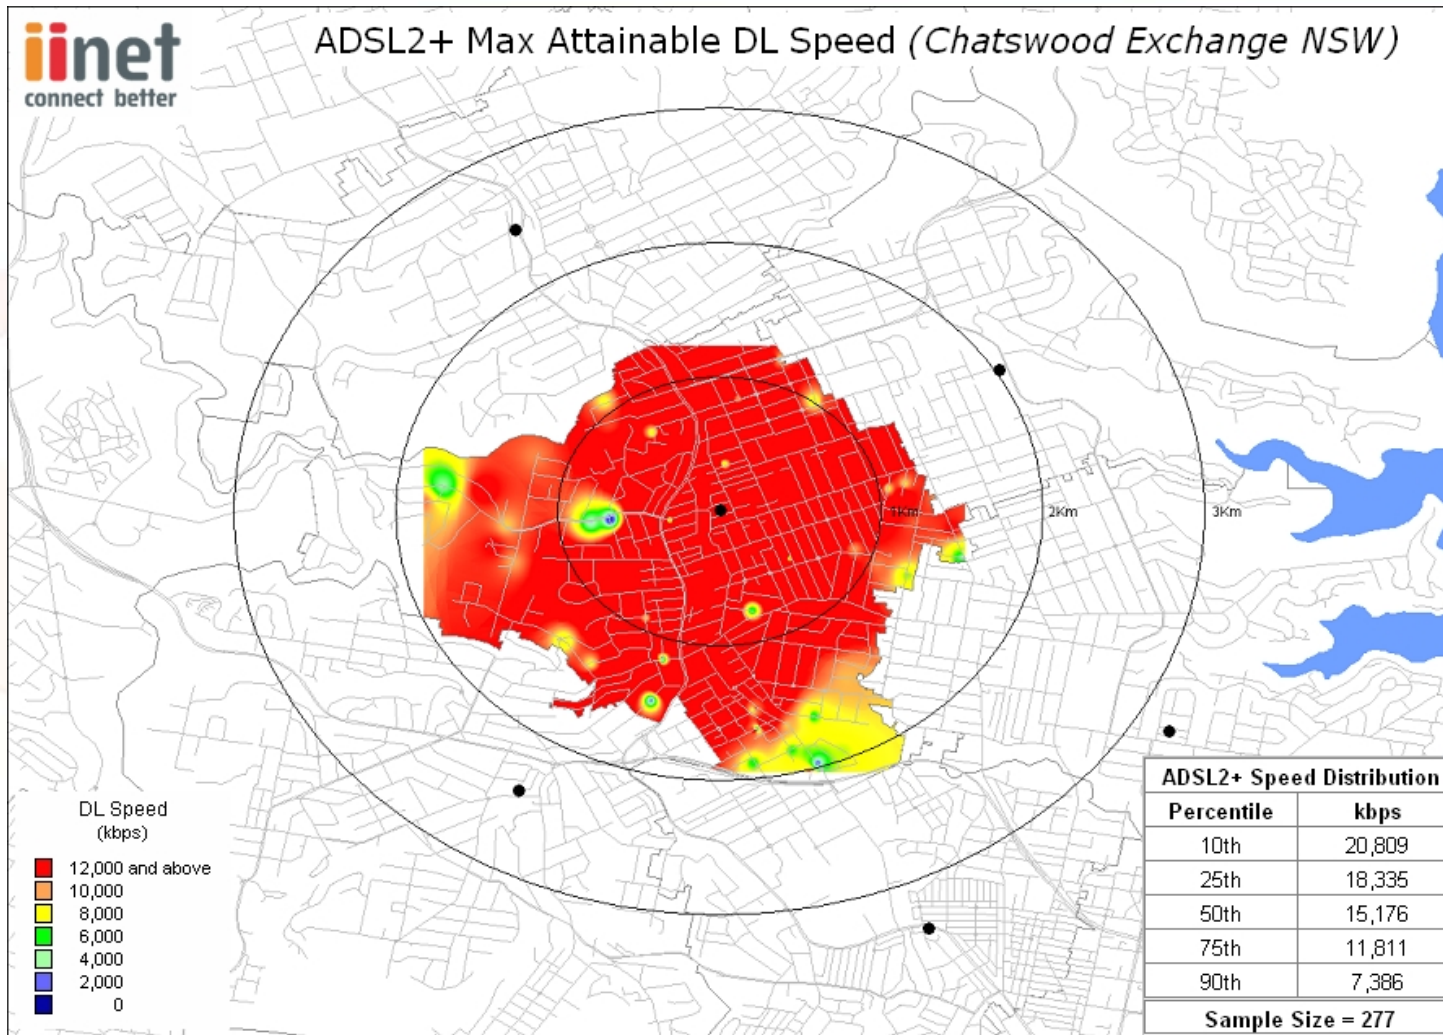 iinet
connect better
ADSL2+ Max Attainable DL Speed (Chatswood Exchange NSW)
1Km
2Km
3Km
DL Speed
(kbps)
12,000 and above
10,000
8,000
6,000
4,000
2,000
0
ADSL2+ Speed Distribution
Percentile kbps
10th 20,809
25th 18,335
50th 15,176
75th 11,811
90th 7,386
Sample Size = 277